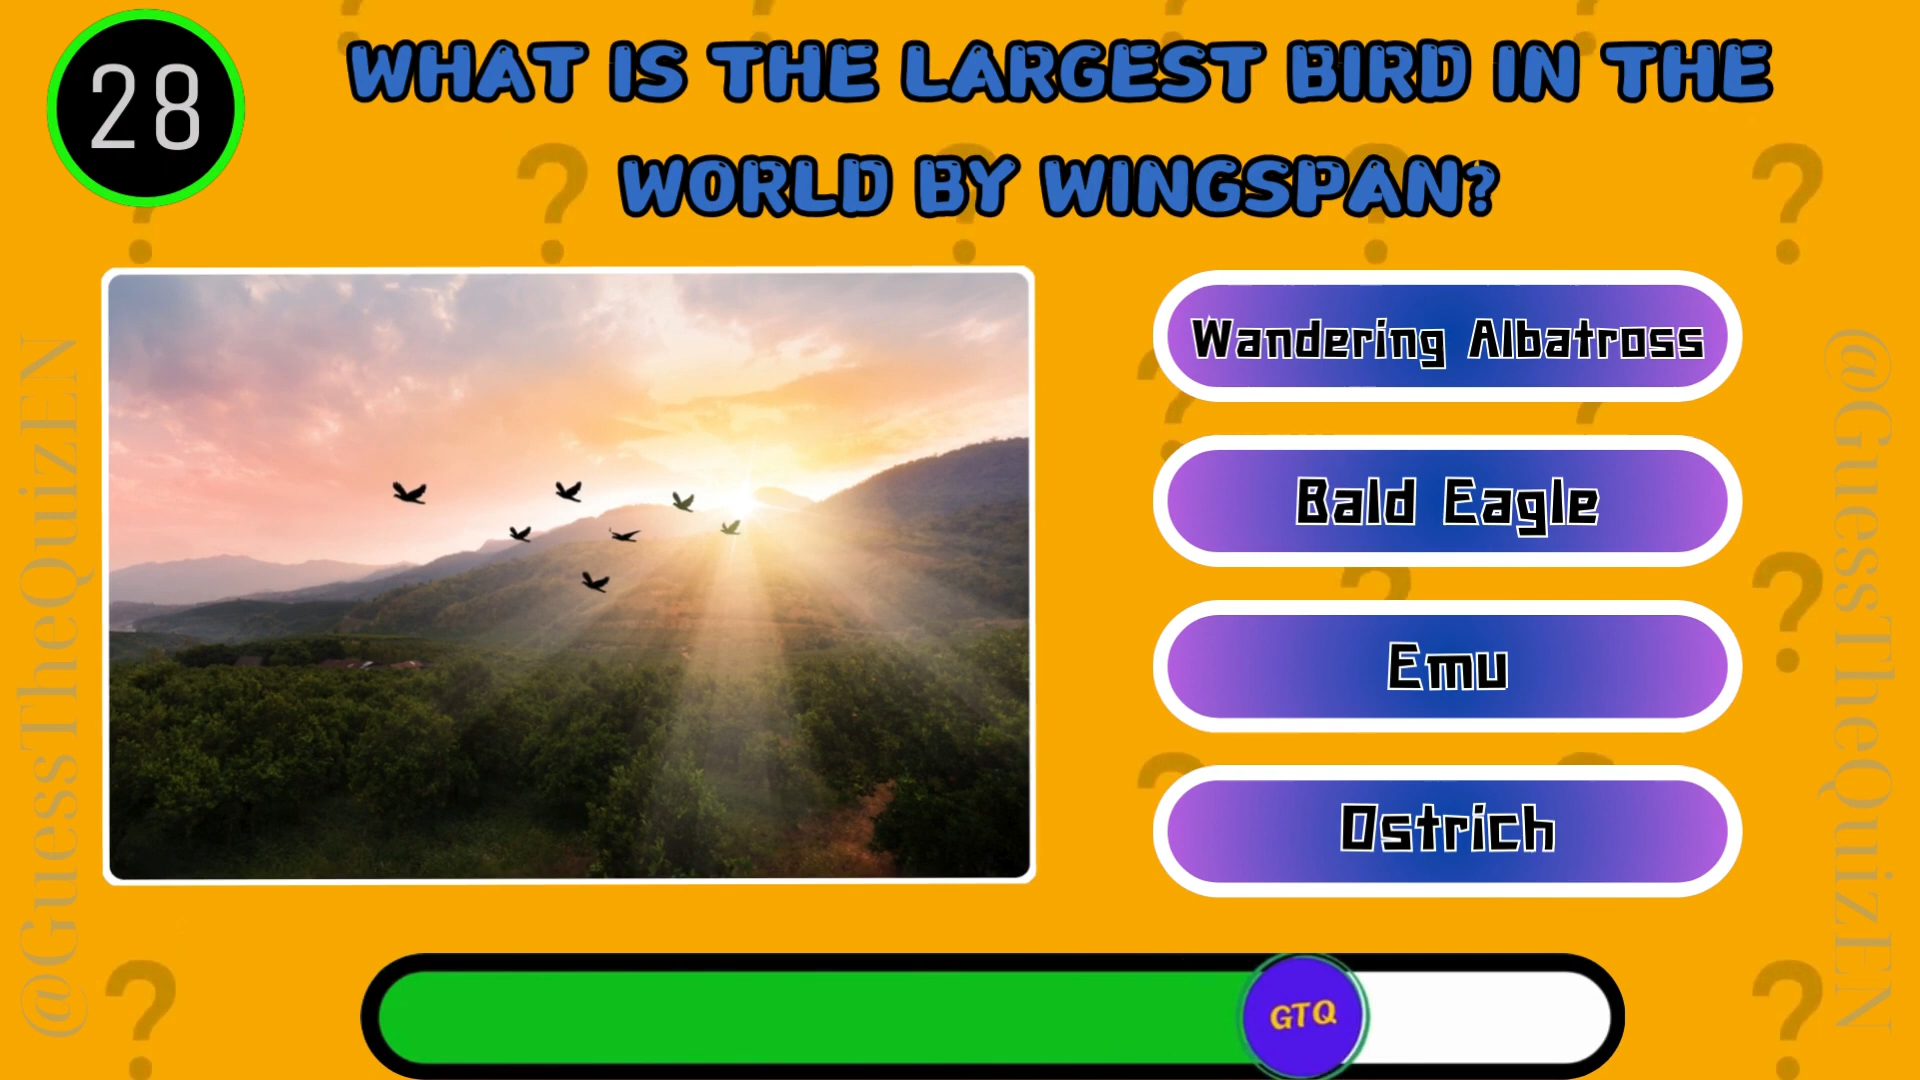 28
WHAT IS THE LARGEST BIRD IN THE
WORLD BY WINGSPAN?
Wandering Albatross
Bald Eagle
Emu
Ostrich
GTQ
@GuessTheQuizEN
@GuessTheQuizEN